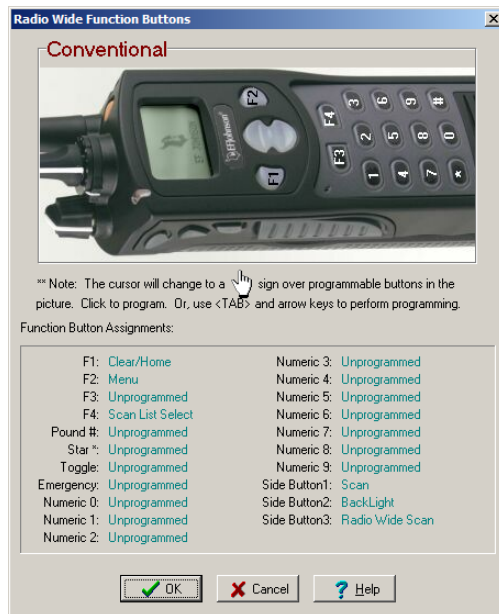 Radio Wide Function Buttons
Conventional
F2
F1
EFJohnson
F4
F3
3
6
9
#
2
5
8
0
1
4
7
*
** Note: The cursor will change to a sign over programmable buttons in the
picture. Click to program. Or, use <TAB> and arrow keys to perform programming.
Function Button Assignments:
F1: Clear/Home
F2: Menu
F3: Unprogrammed
F4: Scan List Select
Pound #: Unprogrammed
Star *: Unprogrammed
Toggle: Unprogrammed
Emergency: Unprogrammed
Numeric 0: Unprogrammed
Numeric 1: Unprogrammed
Numeric 2: Unprogrammed
Numeric 3: Unprogrammed
Numeric 4: Unprogrammed
Numeric 5: Unprogrammed
Numeric 6: Unprogrammed
Numeric 7: Unprogrammed
Numeric 8: Unprogrammed
Numeric 9: Unprogrammed
Side Button1: Scan
Side Button2: BackLight
Side Button3: Radio Wide Scan
OK
Cancel
Help